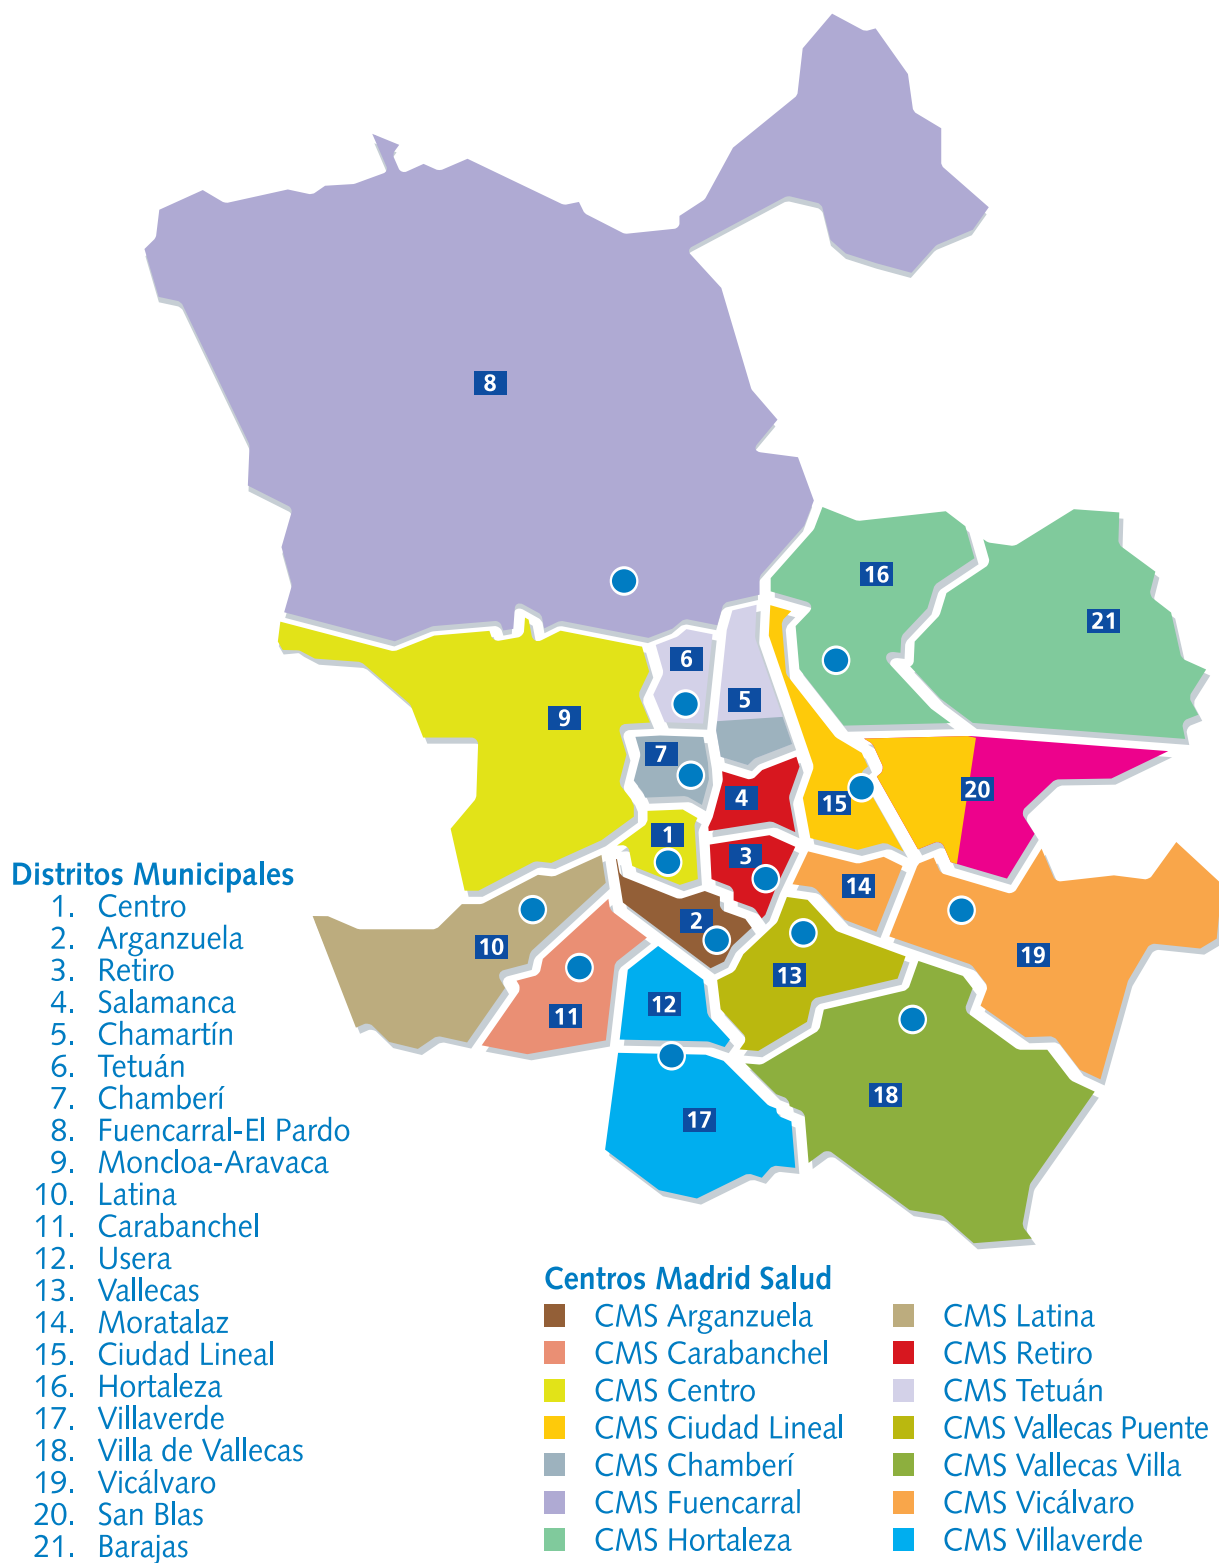 8
16
21
6
5
9
7
4
15
20
1
3
14
2
10
19
13
12
11
18
17
Distritos Municipales
1. Centro
2. Arganzuela
3. Retiro
4. Salamanca
5. Chamartín
6. Tetuán
7. Chamberí
8. Fuencarral-El Pardo
9. Moncloa-Aravaca
10. Latina
11. Carabanchel
12. Usera
13. Vallecas
14. Moratalaz
15. Ciudad Lineal
16. Hortaleza
17. Villaverde
18. Villa de Vallecas
19. Vicálvaro
20. San Blas
21. Barajas
Centros Madrid Salud
CMS Arganzuela
CMS Carabanchel
CMS Centro
CMS Ciudad Lineal
CMS Chamberí
CMS Fuencarral
CMS Hortaleza
CMS Latina
CMS Retiro
CMS Tetuán
CMS Vallecas Puente
CMS Vallecas Villa
CMS Vicálvaro
CMS Villaverde